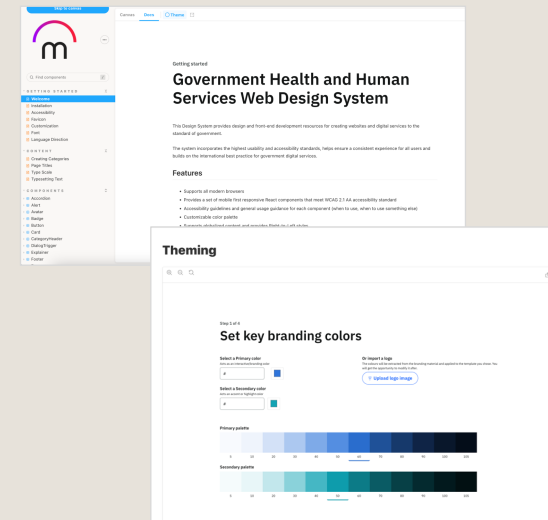 Skip to canvas
Canvas Docs Theme
m
Find components
GETTING STARTED
Welcome
Installation
Accessibility
Favicon
Customization
Font
Language Direction
CONTENT
Creating Categories
Page Titles
Type Scale
Typesetting Text
COMPONENTS
Accordion
Alert
Avatar
Badge
Button
Card
CategoryHeader
DialogTrigger
Explainer
Footer
Getting started
Government Health and Human
Services Web Design System
This Design System provides design and front-end development resources for creating websites and digital services to the
standard of government.
The system incorporates the highest usability and accessibility standards, helps ensure a consistent experience for all users and
builds on the international best practice for government digital services.
Features
• Supports all modern browsers
• Provides a set of mobile first responsive React components that meet WCAG 2.1 AA accessibility standard
• Accessibility guidelines and general usage guidance for each component (when to use, when to use something else)
• Customizable color palette
Theming
Step 1 of 4
Set key branding colors
Select a Primary color
#
Select a Secondary color
#
Or import a logo
Upload logo image
Primary palette
5 10 20 30 40 50 60 70 80 90 100
Secondary palette
5 10 20 30 40 50 60 70 80 90 100